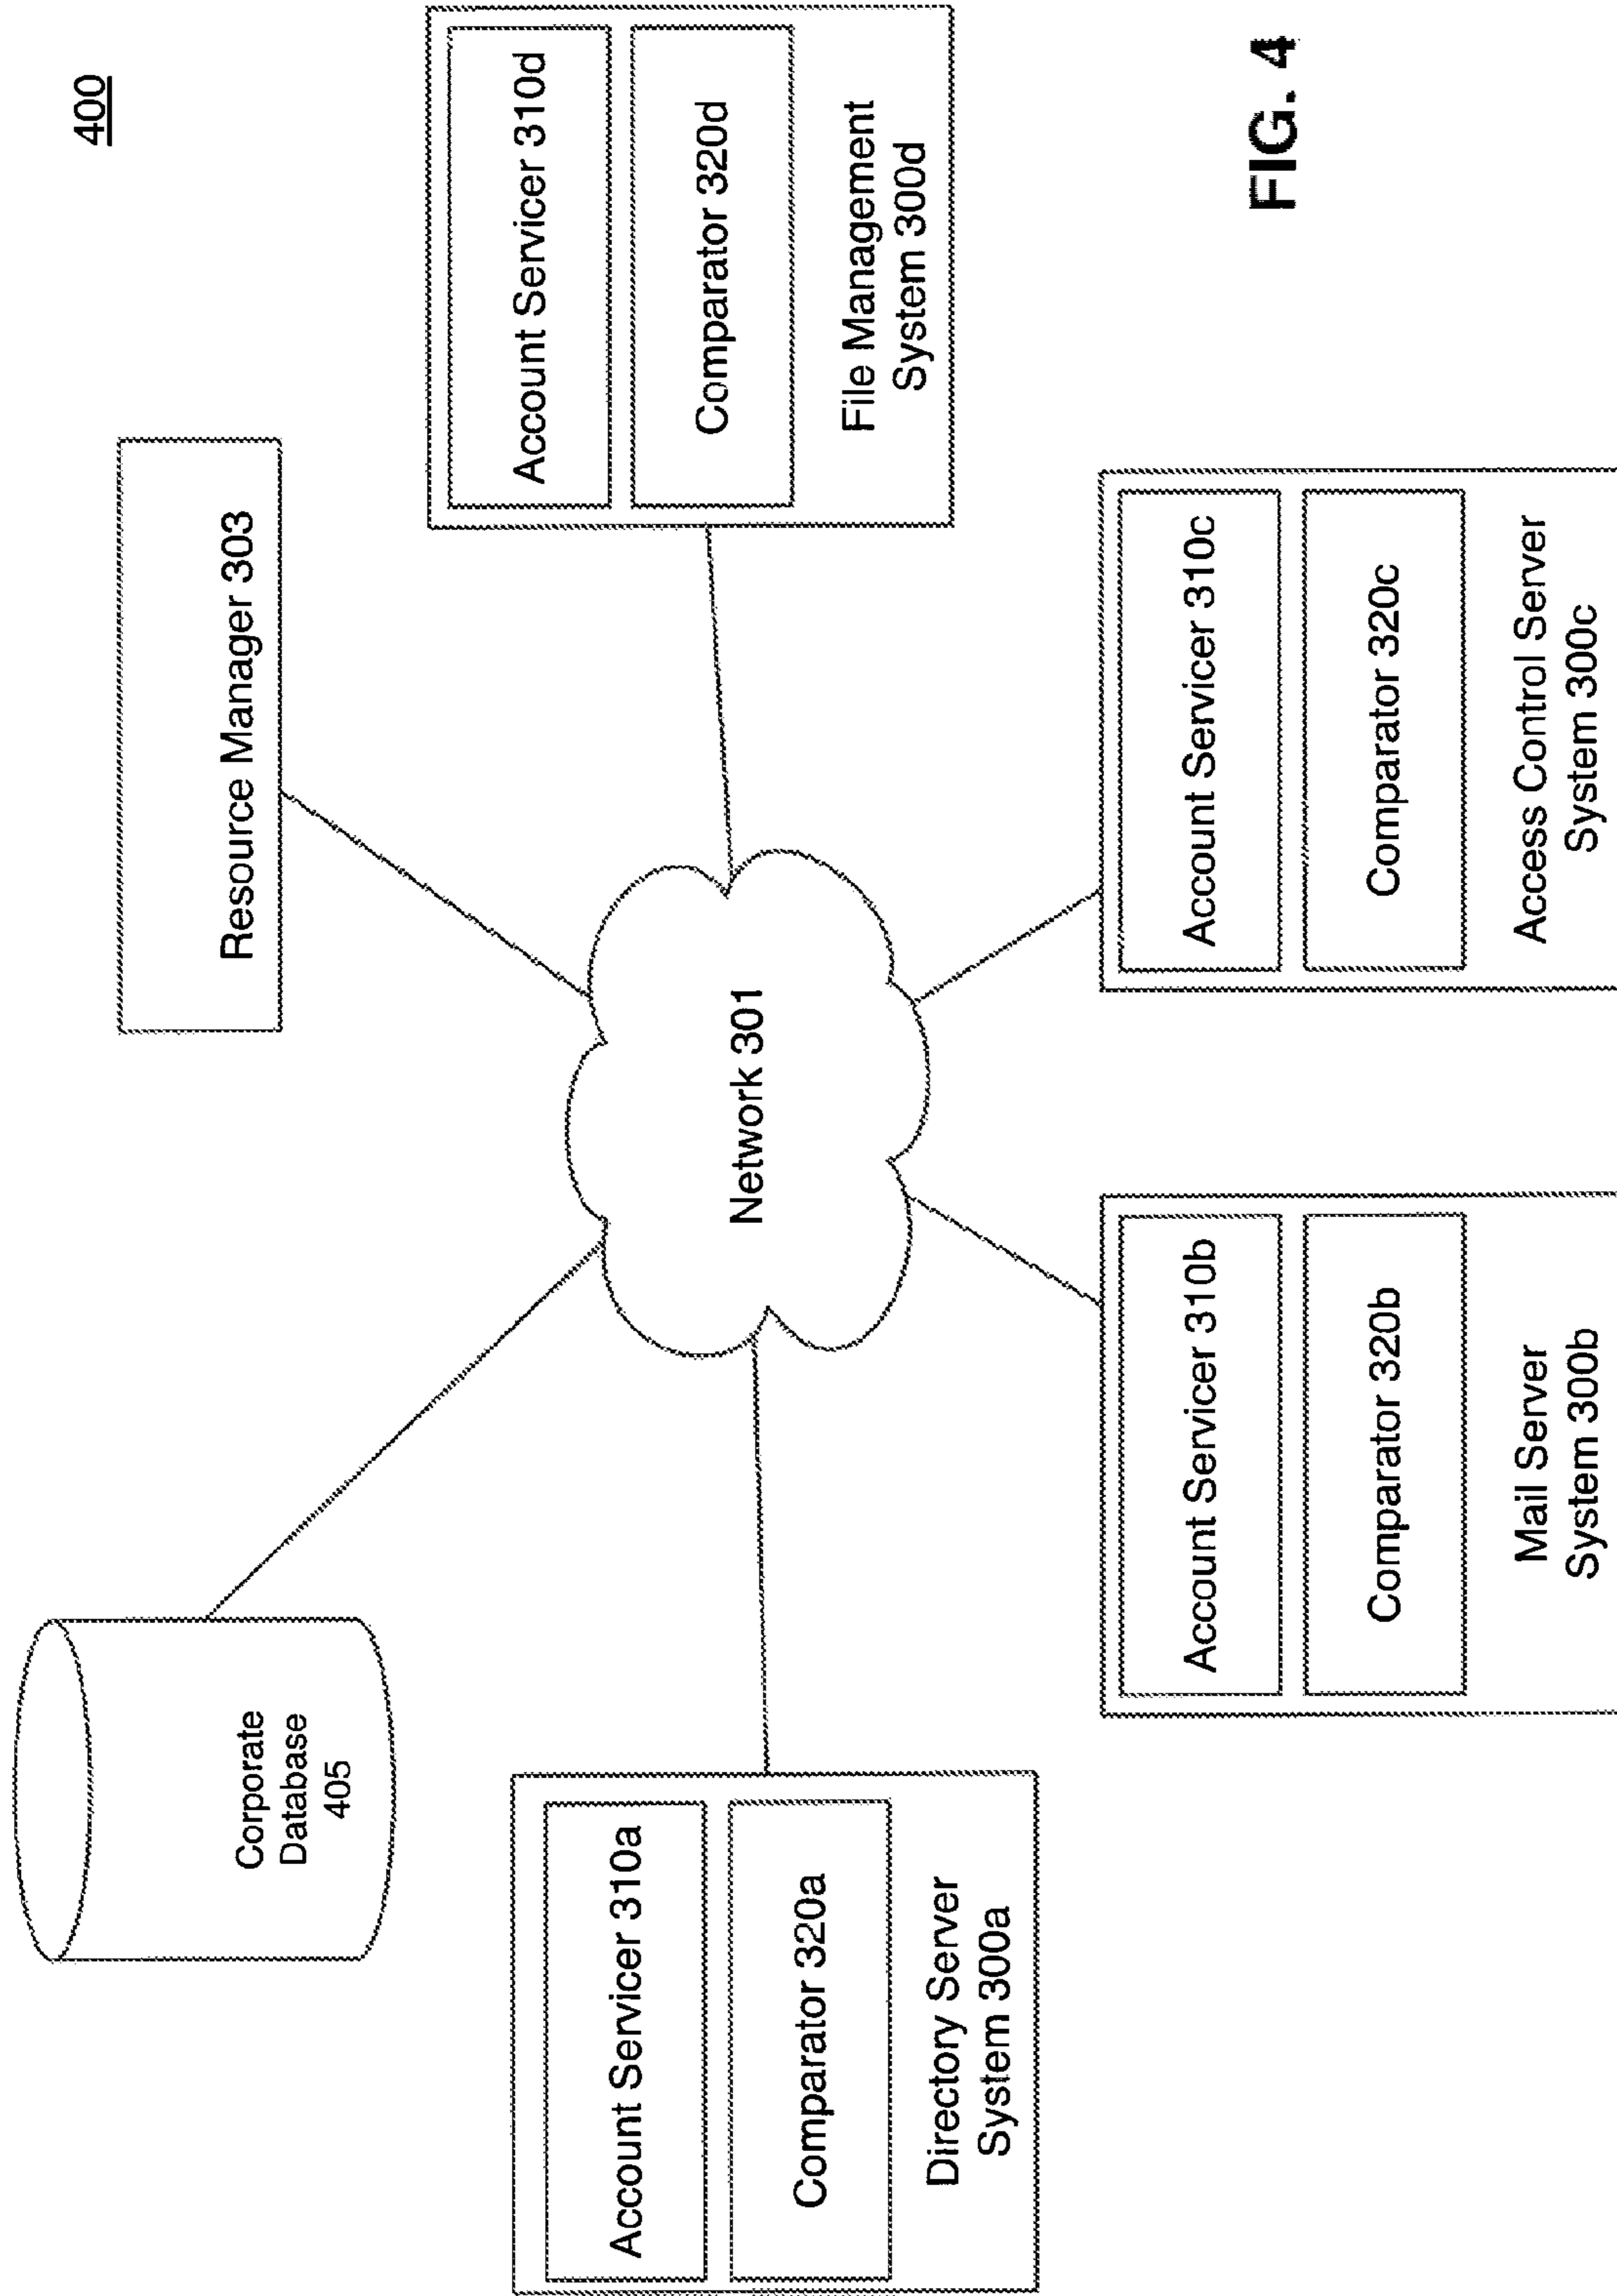 400
Corporate
Database
405
Resource Manager 303
Network 301
Account Servicer 310a
Comparator 320a
Directory Server
System 300a
Account Servicer 310b
Comparator 320b
Mail Server
System 300b
Account Servicer 310c
Comparator 320c
Access Control Server
System 300c
Account Servicer 310d
Comparator 320d
File Management
System 300d
FIG. 4